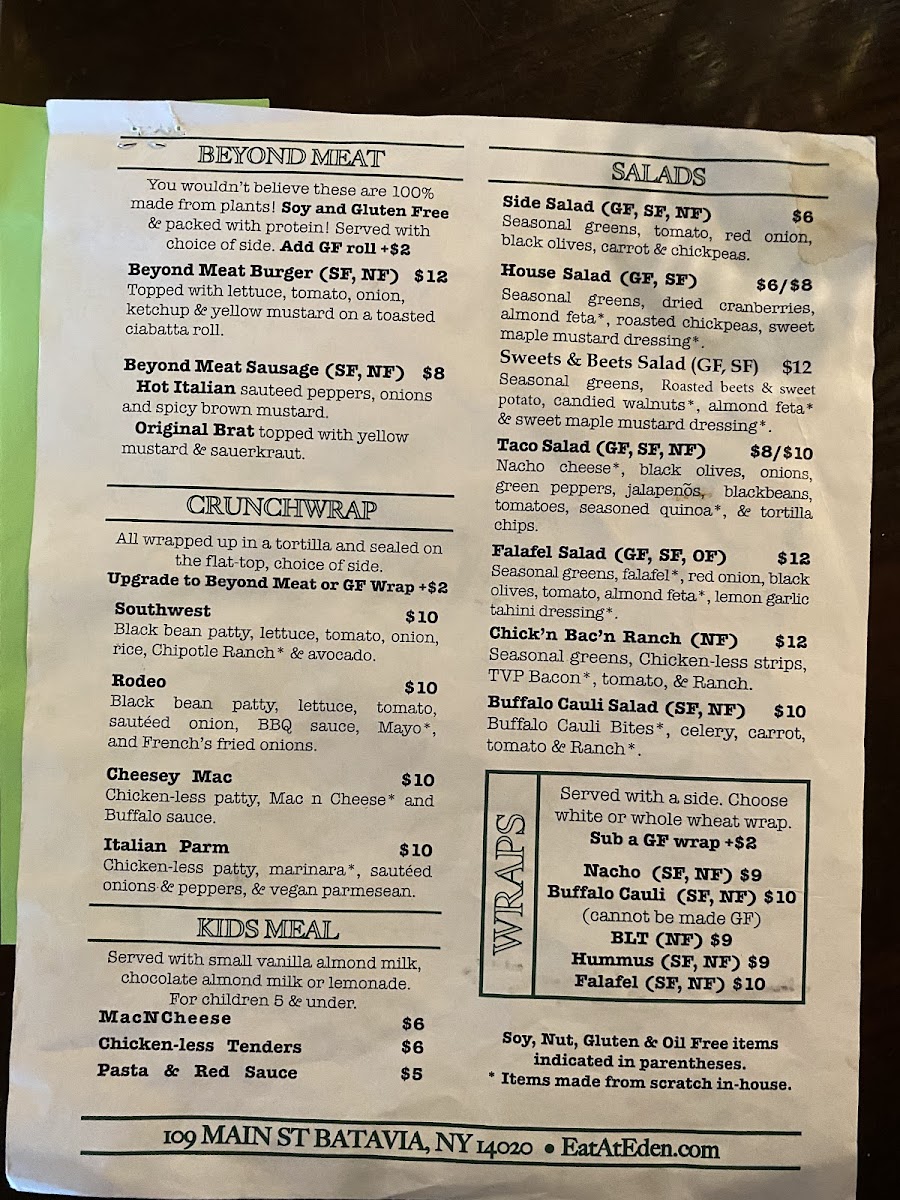 BEYOND MEAT
You wouldn't believe these are 100%
made from plants! Soy and Gluten Free
& packed with protein! Served with
choice of side. Add GF roll +$2
Beyond Meat Burger (SF, NF) $12
Topped with lettuce, tomato, onion,
ketchup & yellow mustard on a toasted
ciabatta roll.
Beyond Meat Sausage (SF, NF) $8
Hot Italian sauteed peppers, onions
and spicy brown mustard.
Original Brat topped with yellow
mustard & sauerkraut.
CRUNCHWRAP
All wrapped up in a tortilla and sealed on
the flat-top, choice of side.
Upgrade to Beyond Meat or GF Wrap +$2
Southwest $10
Black bean patty, lettuce, tomato, onion,
rice, Chipotle Ranch* & avocado.
Rodeo $10
Black bean patty, lettuce, tomato,
sautéed onion, BBQ sauce, Mayo*,
and French's fried onions.
Cheesey Mac $10
Chicken-less patty, Mac n Cheese* and
Buffalo sauce.
Italian Parm $10
Chicken-less patty, marinara*, sautéed
onions & peppers, & vegan parmesean.
KIDS MEAL
Served with small vanilla almond milk,
chocolate almond milk or lemonade.
For children 5 & under.
MacNCheese $6
Chicken-less Tenders $6
Pasta & Red Sauce $5
SALADS
Side Salad (GF, SF, NF) $6
Seasonal greens, tomato, red onion,
black olives, carrot & chickpeas.
House Salad (GF, SF) $6/$8
Seasonal greens, dried cranberries,
almond feta*, roasted chickpeas, sweet
maple mustard dressing*.
Sweets & Beets Salad (GF, SF) $12
Seasonal greens, Roasted beets & sweet
potato, candied walnuts*, almond feta*
& sweet maple mustard dressing*.
Taco Salad (GF, SF, NF) $8/$10
Nacho cheese*, black olives, onions,
green peppers, jalapenõs, blackbeans,
tomatoes, seasoned quinoa*, & tortilla
chips.
Falafel Salad (GF, SF, OF) $12
Seasonal greens, falafel*, red onion, black
olives, tomato, almond feta*, lemon garlic
tahini dressing*.
Chick'n Bac'n Ranch (NF) $12
Seasonal greens, Chicken-less strips,
TVP Bacon*, tomato, & Ranch.
Buffalo Cauli Salad (SF, NF) $10
Buffalo Cauli Bites*, celery, carrot,
tomato & Ranch*.
WRAPS
Served with a side. Choose
white or whole wheat wrap.
Sub a GF wrap +$2
Nacho (SF, NF) $9
Buffalo Cauli (SF, NF) $10
(cannot be made GF)
BLT (NF) $9
Hummus (SF, NF) $9
Falafel (SF, NF) $10
Soy, Nut, Gluten & Oil Free items
indicated in parentheses.
* Items made from scratch in-house.
109 MAIN ST BATAVIA, NY 14020 • EatAtEden.com